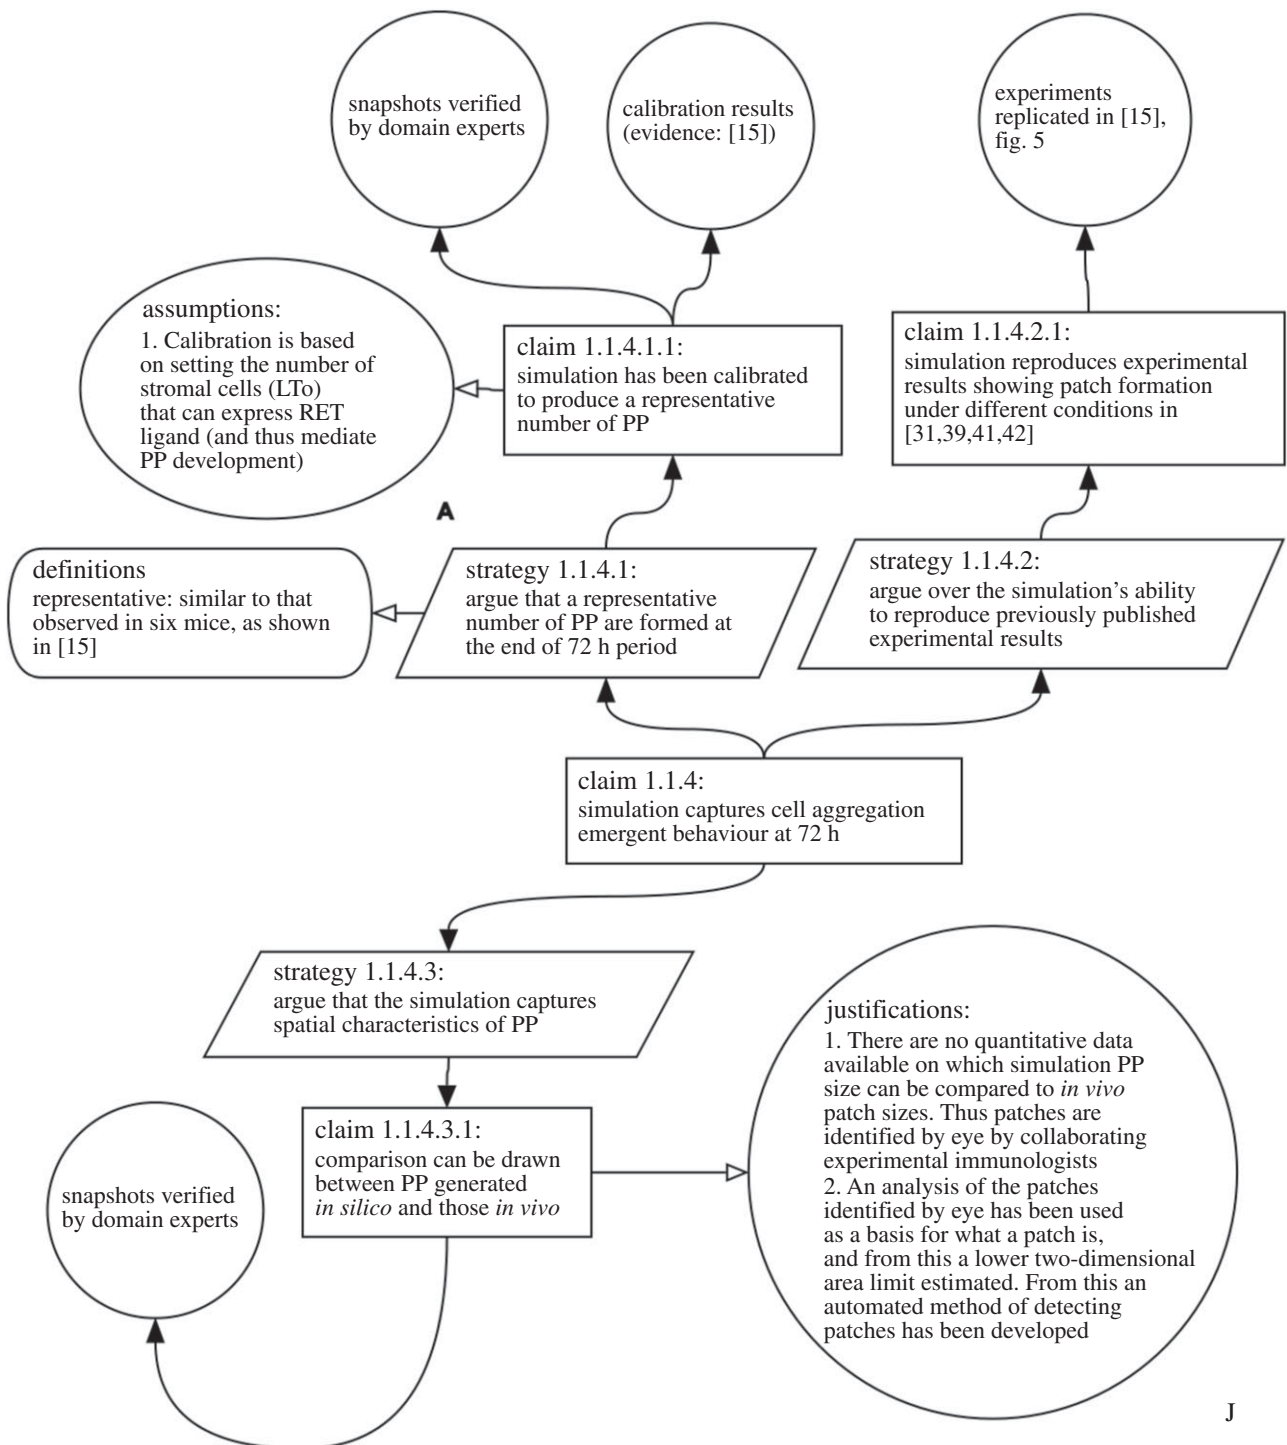 snapshots verified
by domain experts
calibration results
(evidence: [15])
experiments
replicated in [15],
fig. 5
assumptions:
1. Calibration is based
on setting the number of
stromal cells (LTo)
that can express RET
ligand (and thus mediate
PP development)
A
claim 1.1.4.1.1:
simulation has been calibrated
to produce a representative
number of PP
claim 1.1.4.2.1:
simulation reproduces experimental
results showing patch formation
under different conditions in
[31,39,41,42]
definitions
representative: similar to that
observed in six mice, as shown
in [15]
strategy 1.1.4.1:
argue that a representative
number of PP are formed at
the end of 72 h period
strategy 1.1.4.2:
argue over the simulation's ability
to reproduce previously published
experimental results
claim 1.1.4:
simulation captures cell aggregation
emergent behaviour at 72 h
strategy 1.1.4.3:
argue that the simulation captures
spatial characteristics of PP
claim 1.1.4.3.1:
comparison can be drawn
between PP generated
in silico and those in vivo
snapshots verified
by domain experts
justifications:
1. There are no quantitative data
available on which simulation PP
size can be compared to in vivo
patch sizes. Thus patches are
identified by eye by collaborating
experimental immunologists
2. An analysis of the patches
identified by eye has been used
as a basis for what a patch is,
and from this a lower two-dimensional
area limit estimated. From this an
automated method of detecting
patches has been developed
J